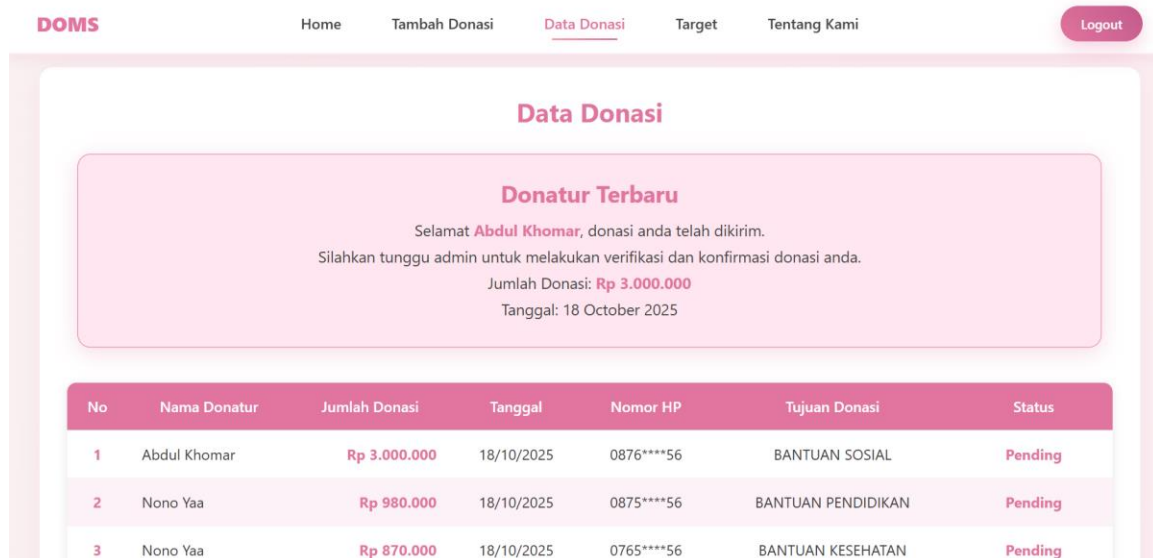 DOMS Home Tambah Donasi Data Donasi Target Tentang Kami Logout
Data Donasi
Donatur Terbaru
Selamat Abdul Khomar, donasi anda telah dikirim.
Silahkan tunggu admin untuk melakukan verifikasi dan konfirmasi donasi anda.
Jumlah Donasi: Rp 3.000.000
Tanggal: 18 October 2025
No Nama Donatur Jumlah Donasi Tanggal Nomor HP Tujuan Donasi Status
1 Abdul Khomar Rp 3.000.000 18/10/2025 0876****56 BANTUAN SOSIAL Pending
2 Nono Yaa Rp 980.000 18/10/2025 0875****56 BANTUAN PENDIDIKAN Pending
3 Nono Yaa Rp 870.000 18/10/2025 0765****56 BANTUAN KESEHATAN Pending